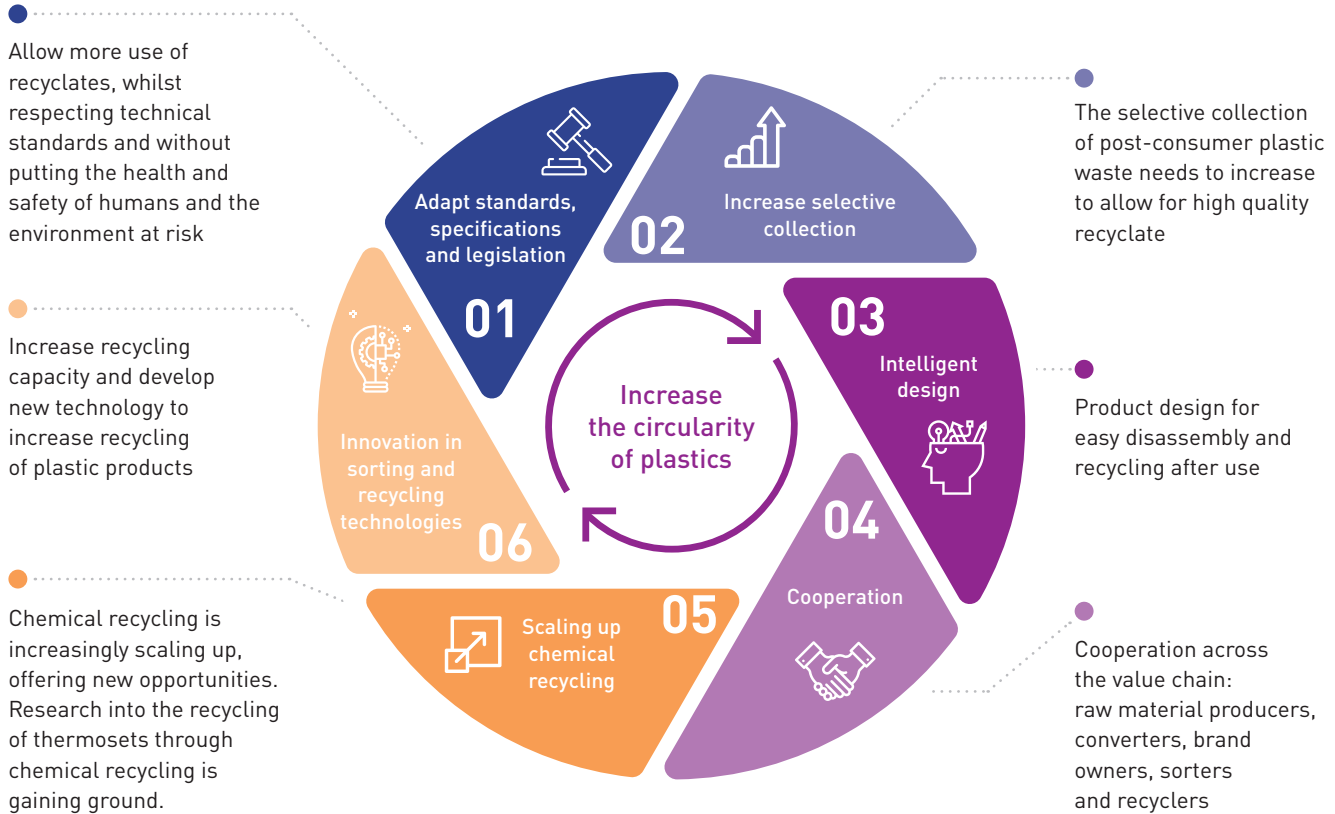 Allow more use of
recyclates, whilst
respecting technical
standards and without
putting the health and
safety of humans and the
environment at risk
Adapt standards,
specifications
and legislation
01
Increase selective
collection
02
The selective collection
of post-consumer plastic
waste needs to increase
to allow for high quality
recyclate
03
Intelligent
design
Product design for
easy disassembly and
recycling after use
04
Cooperation
Cooperation across
the value chain:
raw material producers,
converters, brand
owners, sorters
and recyclers
05
Scaling up
chemical
recycling
Chemical recycling is
increasingly scaling up,
offering new opportunities.
Research into the recycling
of thermosets through
chemical recycling is
gaining ground.
Innovation in
sorting and
recycling
technologies
06
Increase recycling
capacity and develop
new technology to
increase recycling
of plastic products
Increase
the circularity
of plastics